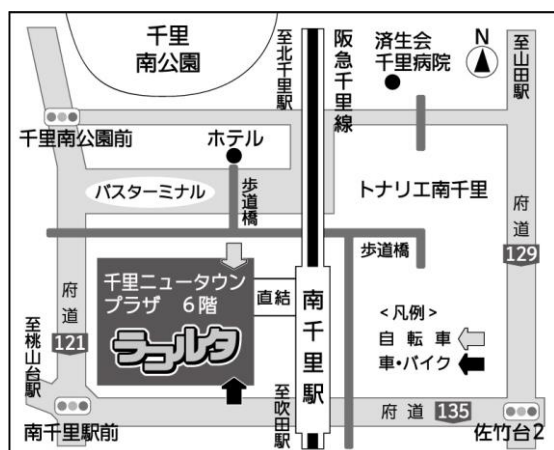 千里
南公園
至北千里駅
阪急千里線
済生会
千里病院
N
至山田駅
千里南公園前
ホテル
バスターミナル
歩道橋
トナリエ南千里
府道
129
歩道橋
千里ニュータウン
プラザ 6階
ラコルタ
直結
南千里駅
<凡例>
自転車
車・バイク
府道
121
至桃山台駅
南千里駅前
至吹田駅
府道 135
佐竹台2